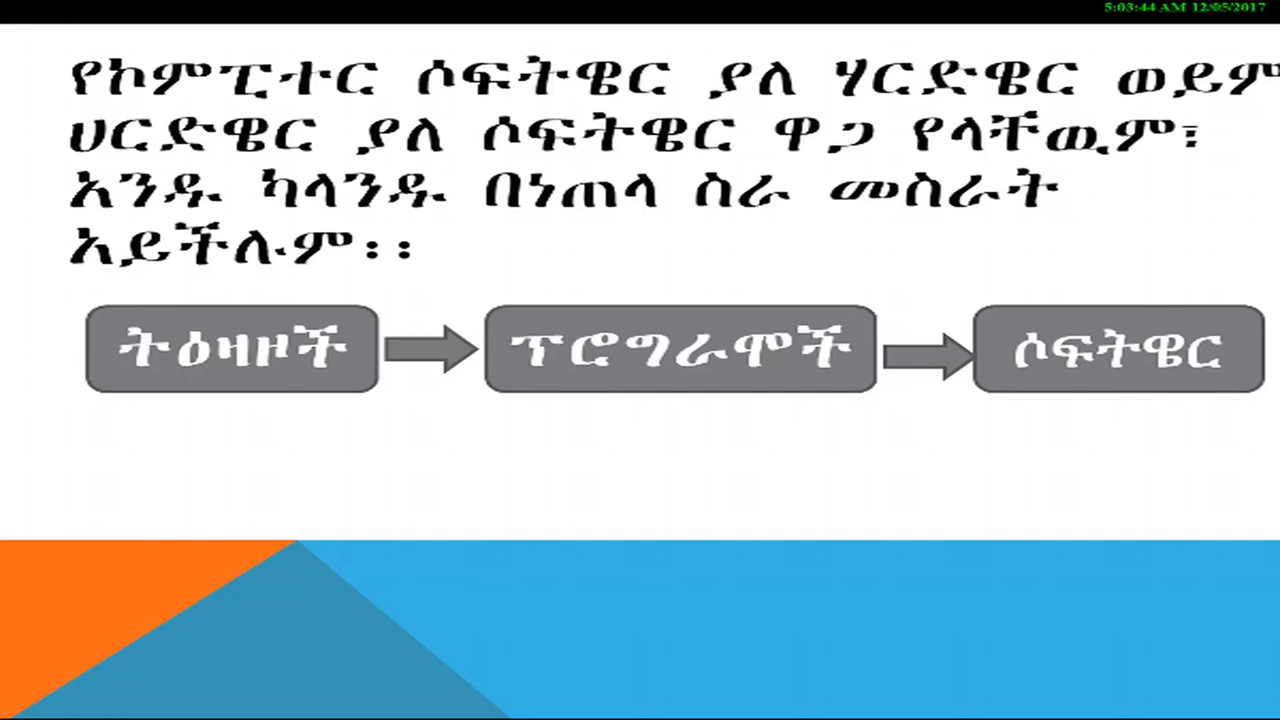 5:03:44 AM 12/05/2017
የኮምፒተር ሶፍትዌር ያለ ሃርድዌር ወይም
ሀርድዌር ያለ ሶፍትዌር ዋጋ የላቸዉም፣
አንዱ ካላንዱ በነጠላ ስራ መስራት
አይችሉም፡፡
ትዕዛዞች
ፕሮግራሞች
ሶፍትዌር